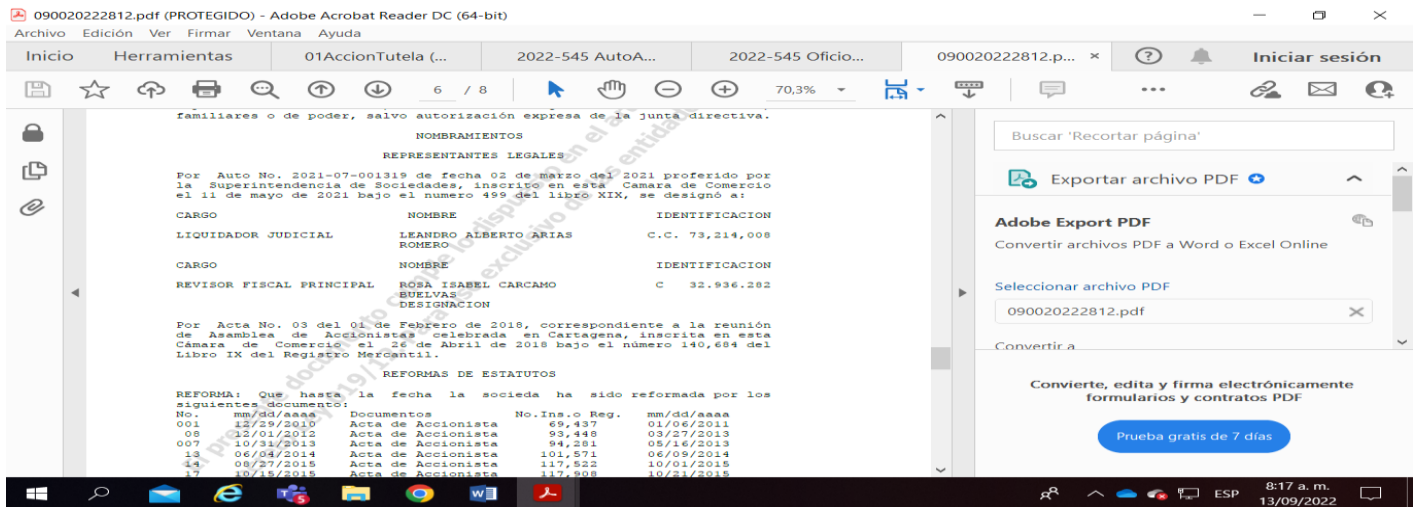 090020222812.pdf (PROTEGIDO) - Adobe Acrobat Reader DC (64-bit)
Archivo Edición Ver Firmar Ventana Ayuda
Inicio Herramientas 01AccionTutela (... 2022-545 AutoA... 2022-545 Oficio... 090020222812.p... × Iniciar sesión
6 / 8 70,3%
familiares o de poder, salvo autorización expresa de la junta directiva.
NOMBRAMIENTOS
REPRESENTANTES LEGALES
Por Auto No. 2021-07-001319 de fecha 02 de marzo del 2021 proferido por
la Superintendencia de Sociedades, inscrito en esta Camara de Comercio
el 11 de mayo de 2021 bajo el numero 499 del libro XIX, se designó a:
CARGO NOMBRE IDENTIFICACION
LIQUIDADOR JUDICIAL LEANDRO ALBERTO ARIAS C.C. 73,214,008
ROMERO
CARGO NOMBRE IDENTIFICACION
REVISOR FISCAL PRINCIPAL ROSA ISABEL CARCAMO C 32.936.282
BUELVAS
DESIGNACION
Por Acta No. 03 del 01 de Febrero de 2018, correspondiente a la reunión
de Asamblea de Accionistas celebrada en Cartagena, inscrita en esta
Cámara de Comercio el 26 de Abril de 2018 bajo el número 140,684 del
Libro IX del Registro Mercantil.
REFORMAS DE ESTATUTOS
REFORMA: Que hasta la fecha la socieda ha sido reformada por los
siguientes documento:
No. mm/dd/aaaa Documentos No.Ins.o Reg. mm/dd/aaaa
001 12/29/2010 Acta de Accionista 69,437 01/06/2011
08 12/01/2012 Acta de Accionista 93,448 03/27/2013
007 10/31/2013 Acta de Accionista 94,281 05/16/2013
13 06/04/2014 Acta de Accionista 101,571 06/09/2014
14 08/27/2015 Acta de Accionista 117,522 10/01/2015
17 10/15/2015 Acta de Accionista 117,908 10/21/2015
Buscar 'Recortar página'
Exportar archivo PDF
Adobe Export PDF
Convertir archivos PDF a Word o Excel Online
Seleccionar archivo PDF
090020222812.pdf
Convertir a
Convierte, edita y firma electrónicamente
formularios y contratos PDF
Prueba gratis de 7 días
ESP 8:17 a. m.
13/09/2022